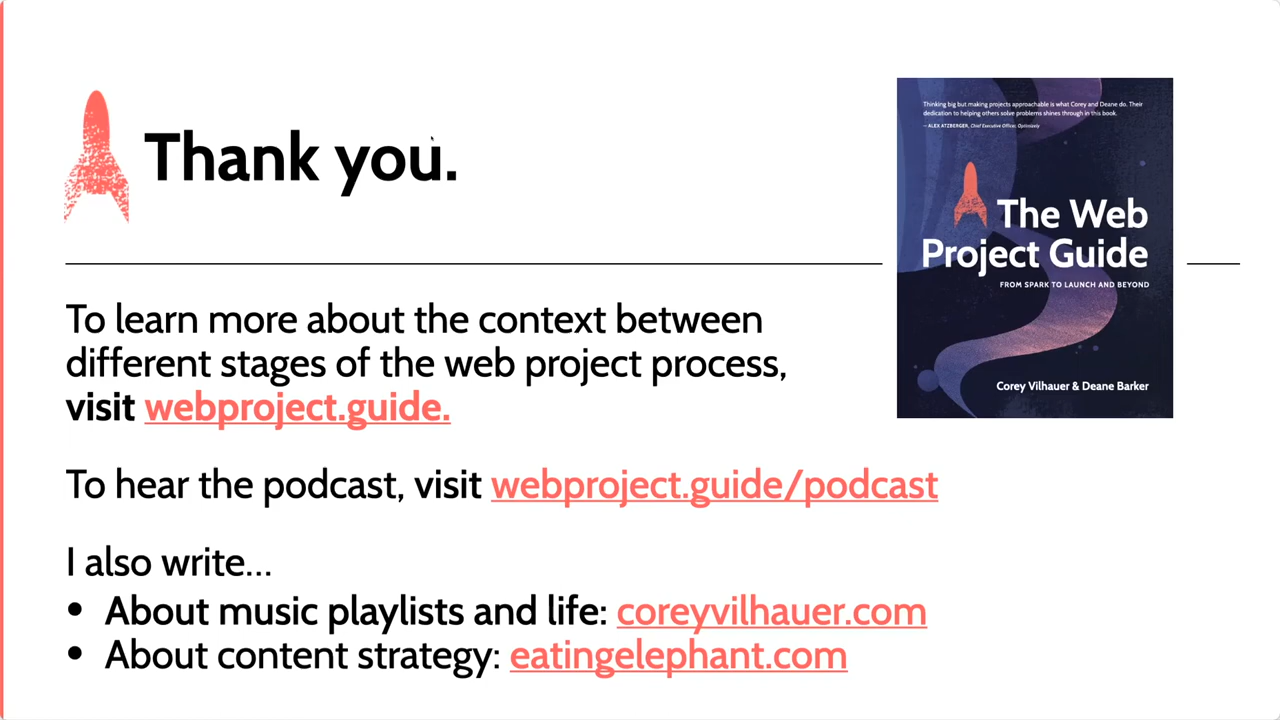 Thank you.
Thinking big but making projects approachable is what Corey and Deane do. Their
dedication to helping others solve problems shines through in this book.
— ALEX ATZBERGER, Chief Executive Officer, Optimizely
The Web
Project Guide
FROM SPARK TO LAUNCH AND BEYOND
Corey Vilhauer & Deane Barker
To learn more about the context between
different stages of the web project process,
visit webproject.guide.
To hear the podcast, visit webproject.guide/podcast
I also write...
• About music playlists and life: coreyvilhauer.com
• About content strategy: eatingelephant.com